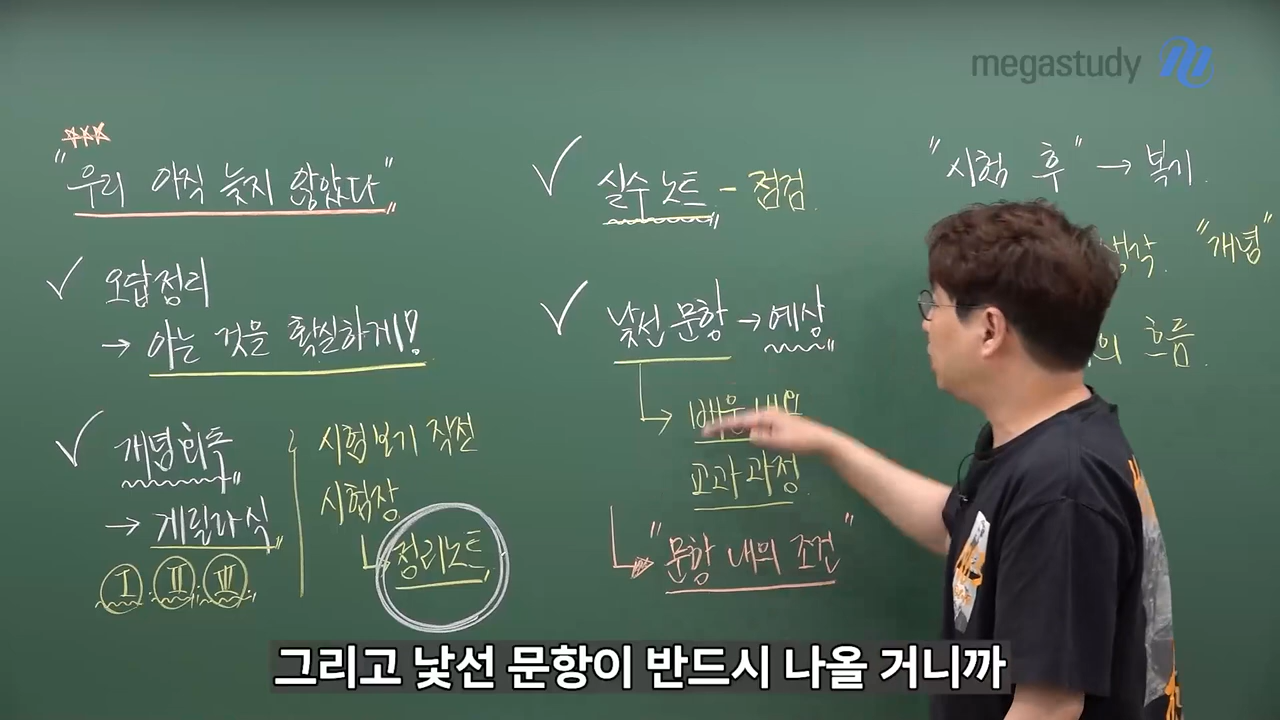 megastudy
"우리 아직 늦지 않았다"
✓ 오답정리
→ 아는 것을 확실하게!
✓ 개념회독
→ 게릴라식
Ⅰ, Ⅱ, Ⅲ
시험보기 직전
시험장
정리노트
✓ 실수노트 - 점검
✓ 낯선 문항 → 예상
배운 내용
교과과정
"문항 내의 조건"
"시험 후" → 복기
생각. "개념"
의 흐름
그리고 낯선 문항이 반드시 나올 거니까